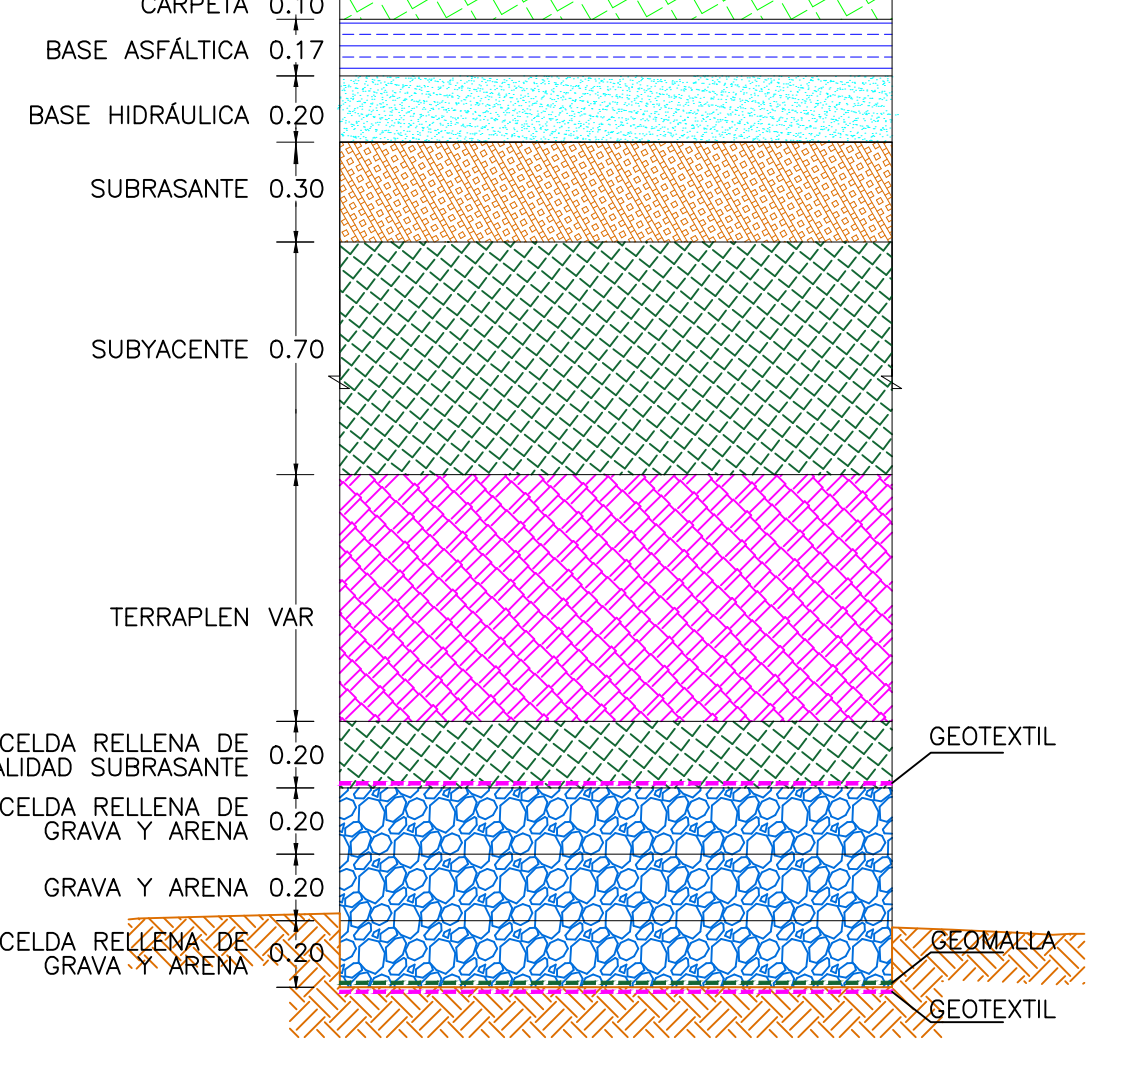 CARPETA 0.10
BASE ASFÁLTICA 0.17
BASE HIDRÁULICA 0.20
SUBRASANTE 0.30
SUBYACENTE 0.70
TERRAPLEN VAR
GEOTEXTIL
CELDA RELLENA DE
SUBRASANTE
0.20
CELDA RELLENA DE
GRAVA Y ARENA
0.20
GRAVA Y ARENA 0.20
CELDA RELLENA DE
GRAVA Y ARENA
0.20
GEOMALLA
GEOTEXTIL